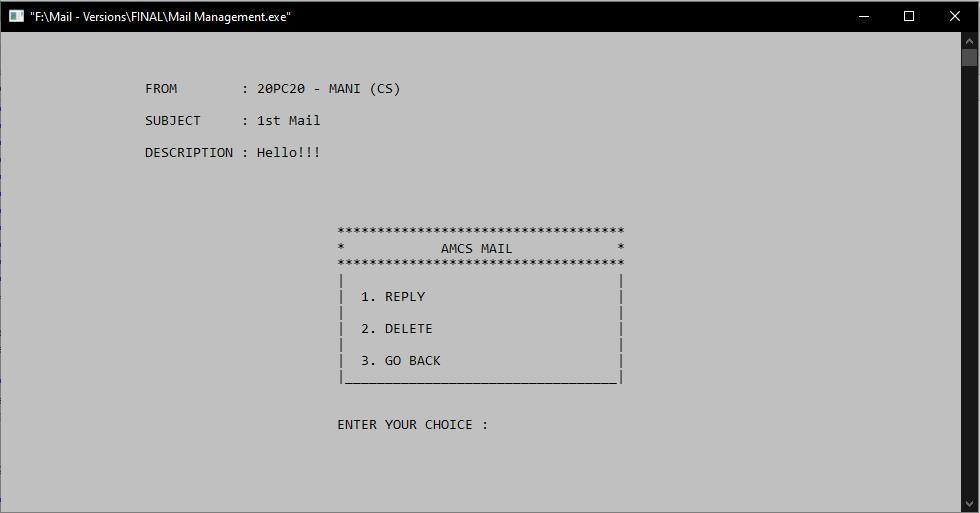 "F:\Mail - Versions\FINAL\Mail Management.exe"
FROM        : 20PC20 - MANI (CS)
SUBJECT     : 1st Mail
DESCRIPTION : Hello!!!
************************************
*            AMCS MAIL             *
************************************
|                                  |
|  1. REPLY                        |
|                                  |
|  2. DELETE                       |
|                                  |
|  3. GO BACK                      |
|__________________________________|
ENTER YOUR CHOICE :